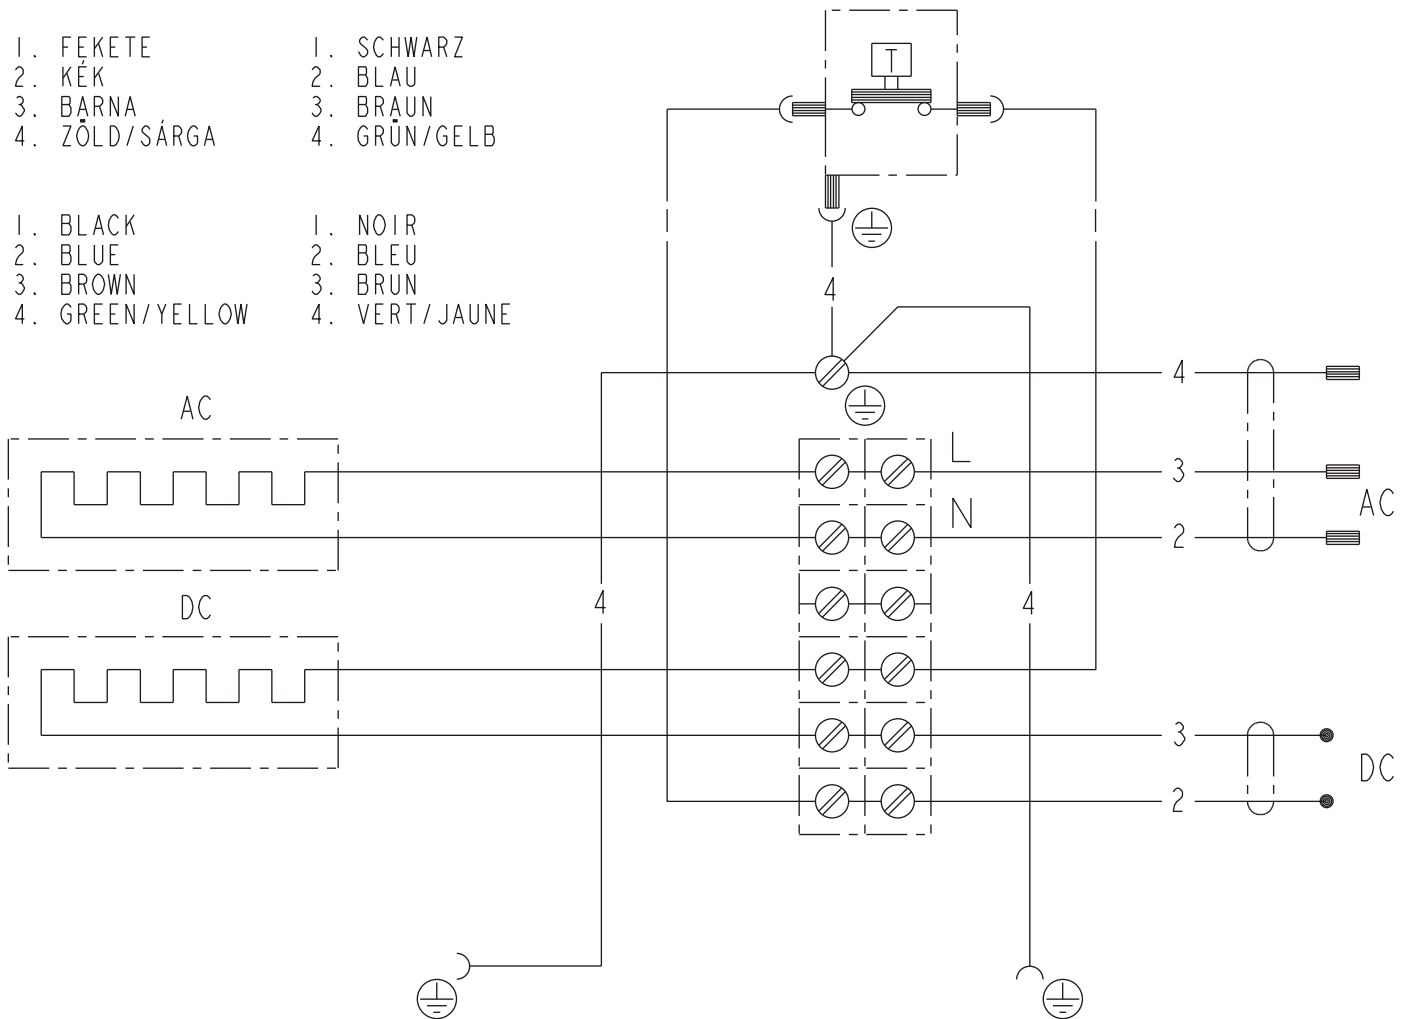 1. FEKETE
2. KÉK
3. BARNA
4. ZÖLD/SÁRGA
1. SCHWARZ
2. BLAU
3. BRAUN
4. GRÜN/GELB
1. BLACK
2. BLUE
3. BROWN
4. GREEN/YELLOW
1. NOIR
2. BLEU
3. BRUN
4. VERT/JAUNE
T
4
4
AC
L
3
N
2
AC
DC
4
4
3
DC
2